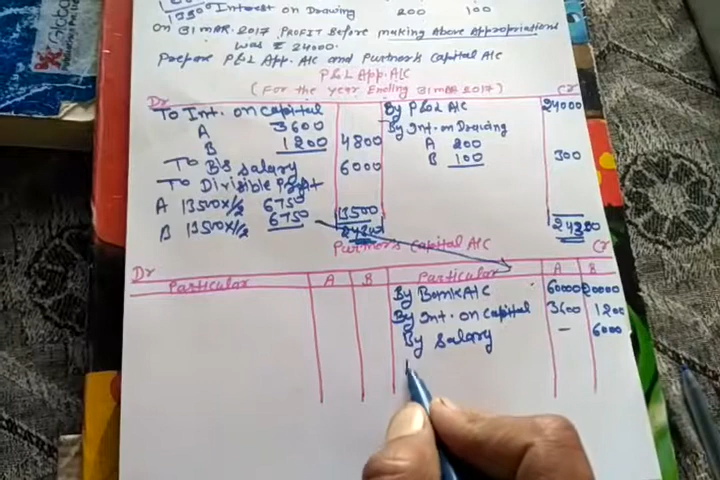 Interest on Drawing 200 100
On 31 MAR. 2017 PROFIT Before making Above Appropriations
was ₹ 24000.
Prepare P&L App. A/c and Partner's Capital A/c
P&L App. A/c
(For the year Ending 31 MAR 2017)
Dr Cr
To Int. on Capital By P&L A/c 24000
A 3600 By Int. on Drawing
B 1200 4800 A 200
To B's salary 6000 B 100 300
To Divisible Profit
A 13500x1/2 6750
B 13500x1/2 6750 13500
24300 24300
Partner's Capital A/c
Dr Cr
Particular A B Particular A B
By Bank A/c 60000 20000
By Int. on Capital 3600 1200
By Salary — 6000
Global